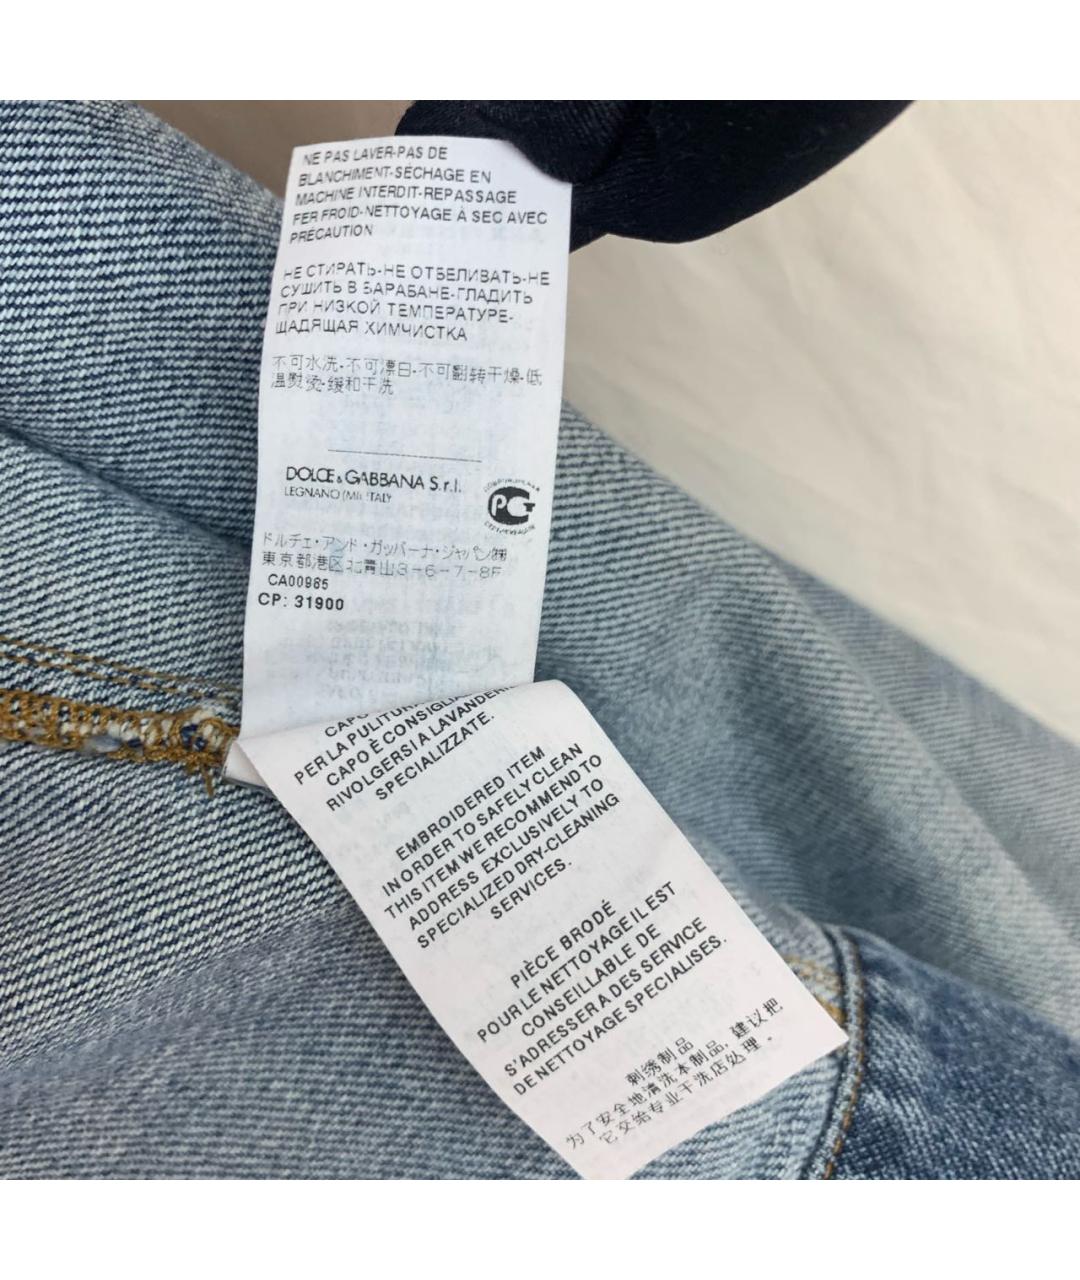 NE PAS LAVER-PAS DE
BLANCHIMENT-SÉCHAGE EN
MACHINE INTERDIT-REPASSAGE
FER FROID-NETTOYAGE À SEC AVEC
PRÉCAUTION
НЕ СТИРАТЬ-НЕ ОТБЕЛИВАТЬ-НЕ
СУШИТЬ В БАРАБАНЕ-ГЛАДИТЬ
ПРИ НИЗКОЙ ТЕМПЕРАТУРЕ-
ЩАДЯЩАЯ ХИМЧИСТКА
不可水洗-不可漂白-不可翻转干燥-低
温熨烫-缓和干洗
DOLCE & GABBANA S.r.l.
LEGNANO (MI) ITALY
PCT
ドルチェ・アンド・ガッバーナ・ジャパン㈱
東京都港区北青山3-6-7-8F
CA00985
CP: 31900
CAPO
PER LA PULITURA
CAPO È CONSIGLIA
RIVOLGERSI A LAVANDERIE
SPECIALIZZATE.
EMBROIDERED ITEM
IN ORDER TO SAFELY CLEAN
THIS ITEM WE RECOMMEND TO
ADDRESS EXCLUSIVELY TO
SPECIALIZED DRY-CLEANING
SERVICES.
PIÈCE BRODÉ
POUR LE NETTOYAGE IL EST
CONSEILLABLE DE
S'ADRESSER A DES SERVICE
DE NETTOYAGE SPECIALISES.
刺绣制品
为了安全地清洗本制品, 建议把
它交给专业干洗店处理。